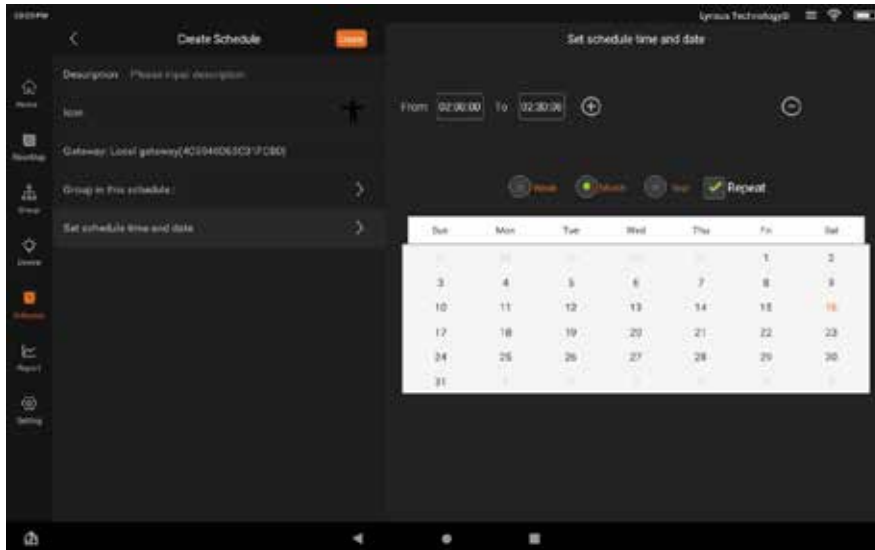 Lynxus Technology®
Create Schedule
Create
Set schedule time and date
Description Please input description
Icon
From 02:00:00 To 02:30:00
Gateway: Local gateway
Group in this schedule :
Set schedule time and date
Week Month Year Repeat
Sun Mon Tue Wed Thu Fri Sat
1 2
3 4 5 6 7 8 9
10 11 12 13 14 15 16
17 18 19 20 21 22 23
24 25 26 27 28 29 30
31
Home
Group
Device
Schedule
Report
Setting